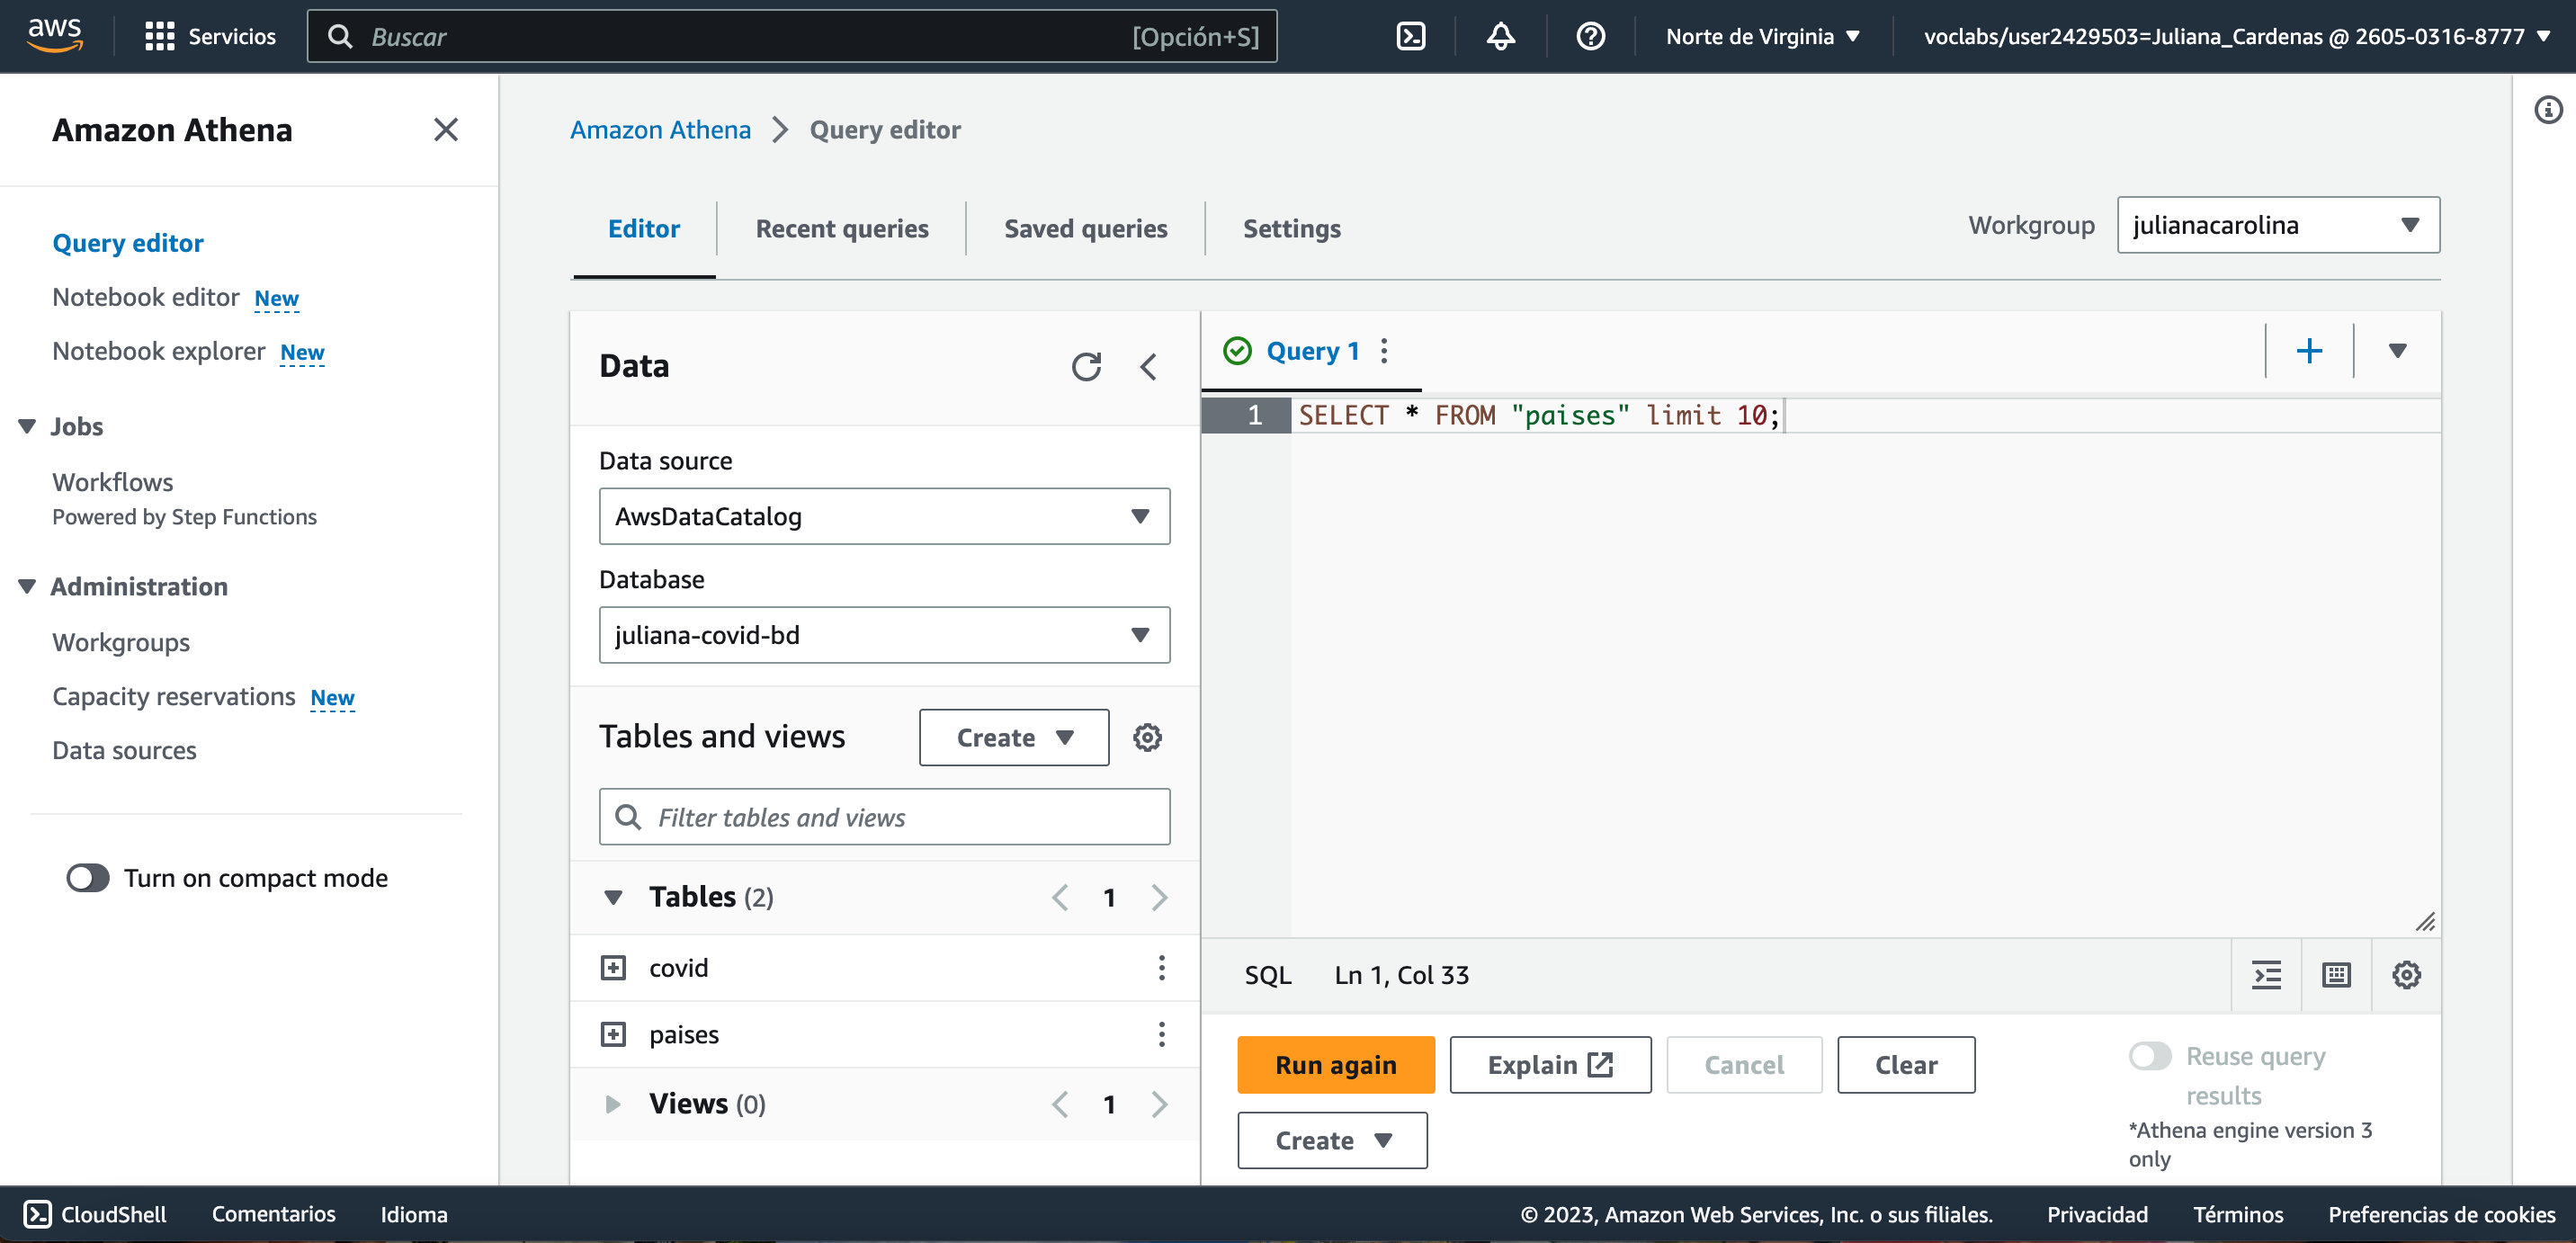 aws
Servicios
Buscar
[Opción+S]
Norte de Virginia
voclabs/user2429503=Juliana_Cardenas @ 2605-0316-8777
Amazon Athena
Query editor
Notebook editor New
Notebook explorer New
Jobs
Workflows
Powered by Step Functions
Administration
Workgroups
Capacity reservations New
Data sources
Turn on compact mode
Amazon Athena > Query editor
Editor
Recent queries
Saved queries
Settings
Workgroup
julianacarolina
Data
Data source
AwsDataCatalog
Database
juliana-covid-bd
Tables and views
Create
Filter tables and views
Tables (2)
1
covid
paises
Views (0)
1
Query 1
1 SELECT * FROM "paises" limit 10;
SQL
Ln 1, Col 33
Run again
Explain
Cancel
Clear
Create
Reuse query
results
*Athena engine version 3
only
CloudShell
Comentarios
Idioma
© 2023, Amazon Web Services, Inc. o sus filiales.
Privacidad
Términos
Preferencias de cookies